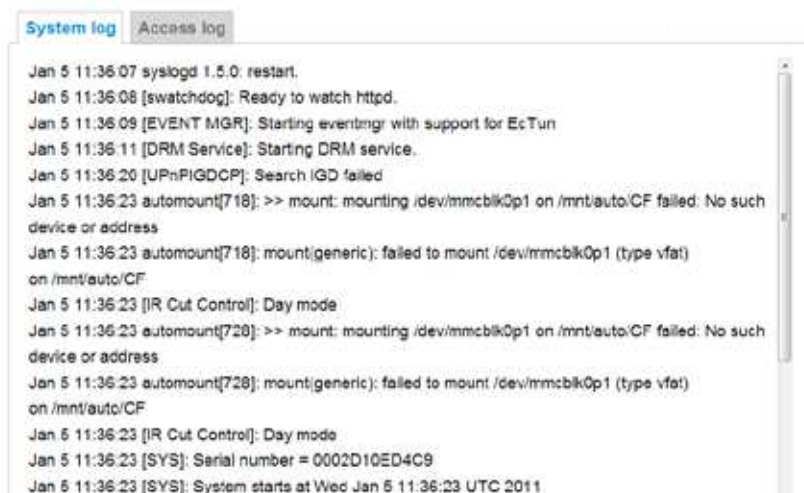 System log
Access log
Jan 5 11:36:07 syslogd 1.5.0: restart.
Jan 5 11:36:08 [swatchdog]: Ready to watch httpd.
Jan 5 11:36:09 [EVENT MGR]: Starting eventmgr with support for EcTun
Jan 5 11:36:11 [DRM Service]: Starting DRM service.
Jan 5 11:36:20 [UPnPIGDCP]: Search IGD failed
Jan 5 11:36:23 automount[718]: >> mount: mounting /dev/mmcblk0p1 on /mnt/auto/CF failed: No such
device or address
Jan 5 11:36:23 automount[718]: mount(generic): failed to mount /dev/mmcblk0p1 (type vfat)
on /mnt/auto/CF
Jan 5 11:36:23 [IR Cut Control]: Day mode
Jan 5 11:36:23 automount[728]: >> mount: mounting /dev/mmcblk0p1 on /mnt/auto/CF failed: No such
device or address
Jan 5 11:36:23 automount[728]: mount(generic): failed to mount /dev/mmcblk0p1 (type vfat)
on /mnt/auto/CF
Jan 5 11:36:23 [IR Cut Control]: Day mode
Jan 5 11:36:23 [SYS]: Serial number = 0002D10ED4C9
Jan 5 11:36:23 [SYS]: System starts at Wed Jan 5 11:36:23 UTC 2011